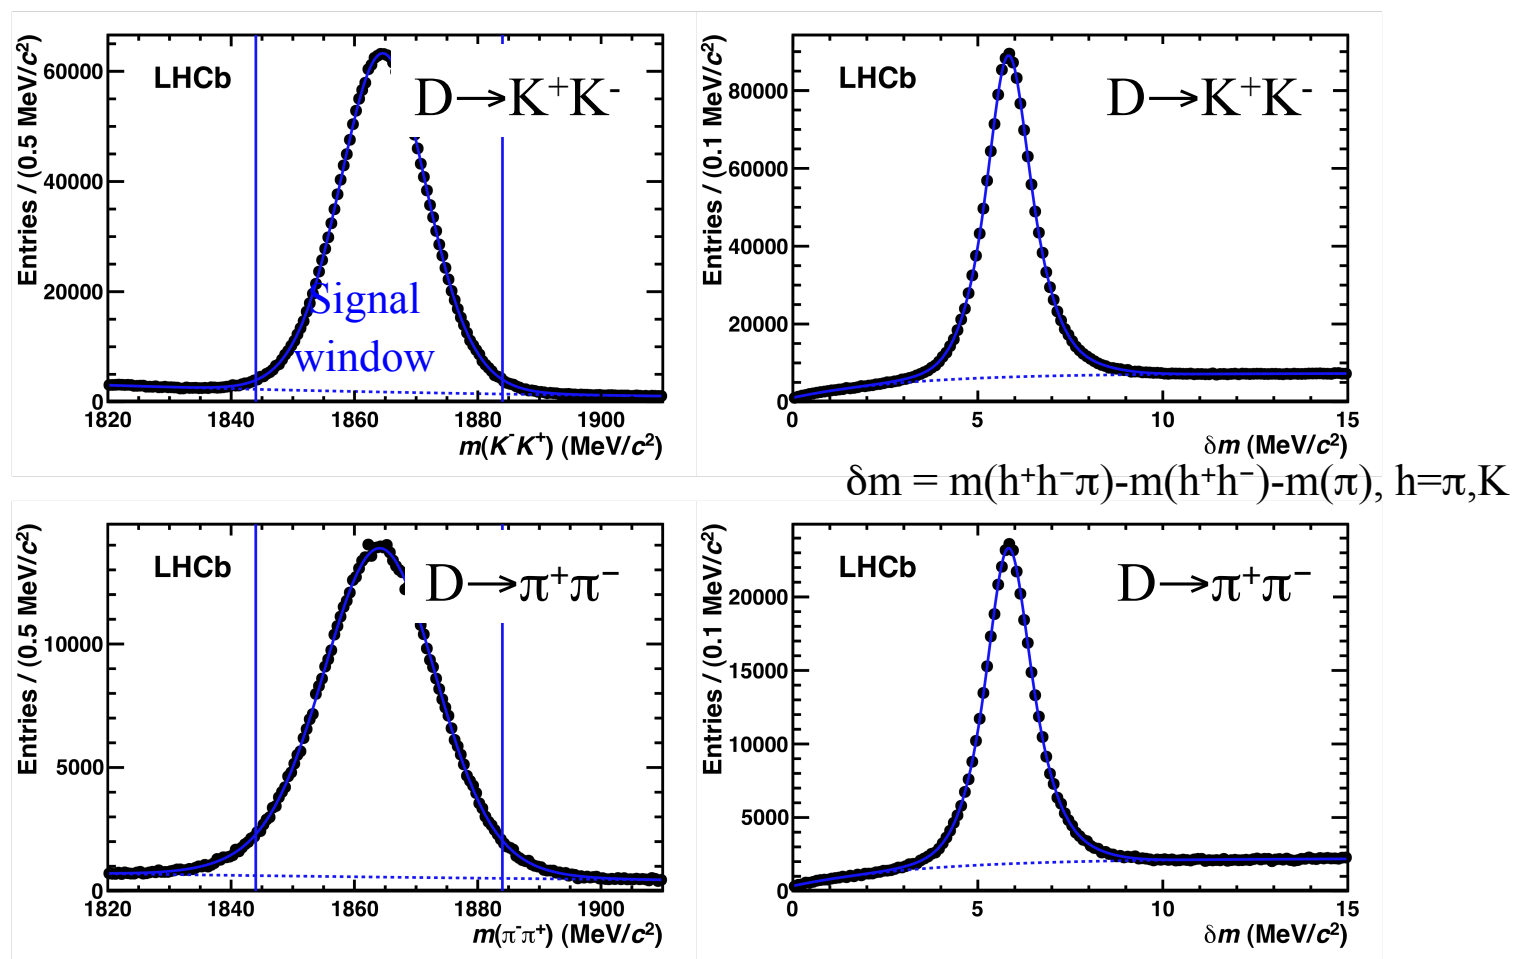 Entries / (0.5 MeV/c²)
60000
40000
20000
0
LHCb
D→K⁺K⁻
Signal
window
1820 1840 1860 1880 1900
m(K⁻K⁺) (MeV/c²)
Entries / (0.1 MeV/c²)
80000
60000
40000
20000
0
LHCb
D→K⁺K⁻
0 5 10 15
δm (MeV/c²)
δm = m(h⁺h⁻π)-m(h⁺h⁻)-m(π), h=π,K
Entries / (0.5 MeV/c²)
10000
5000
0
LHCb
D→π⁺π⁻
1820 1840 1860 1880 1900
m(π⁻π⁺) (MeV/c²)
Entries / (0.1 MeV/c²)
20000
15000
10000
5000
0
LHCb
D→π⁺π⁻
0 5 10 15
δm (MeV/c²)